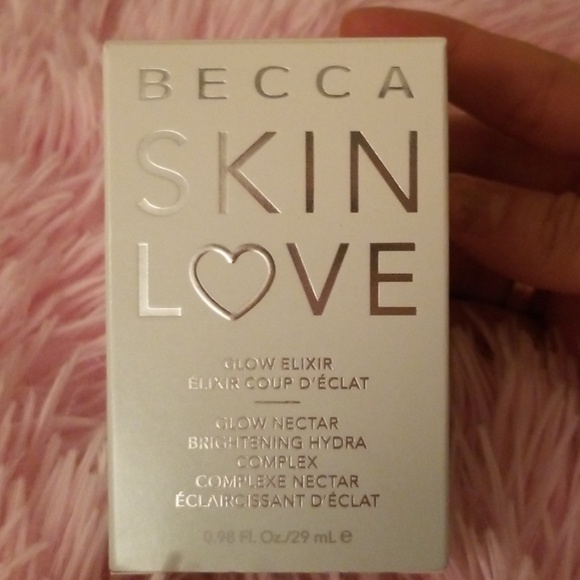 BECCA
SKIN
LOVE
GLOW ELIXIR
ÉLIXIR COUP D'ÉCLAT
GLOW NECTAR
BRIGHTENING HYDRA
COMPLEX
COMPLEXE NECTAR
ÉCLAIRCISSANT D'ÉCLAT
0.98 Fl. Oz./29 mL e